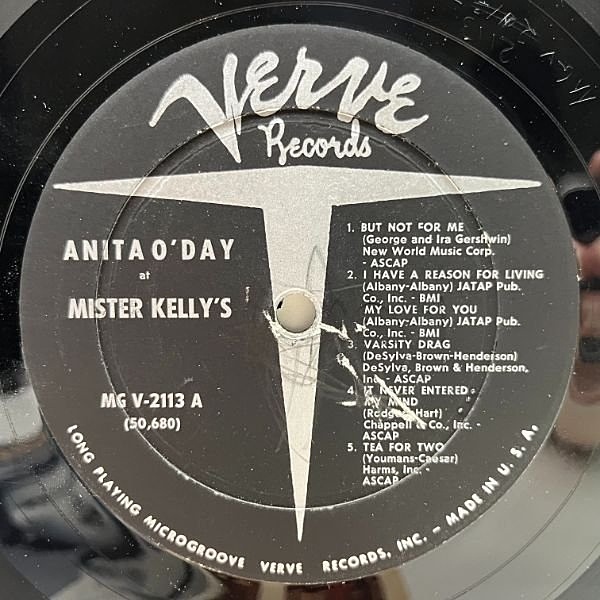 Verve
Records
ANITA O'DAY
at
MISTER KELLY'S
MG V-2113 A
(50,680)
1. BUT NOT FOR ME
(George and Ira Gershwin)
New World Music Corp.
- ASCAP
2. I HAVE A REASON FOR LIVING
(Albany-Albany) JATAP Pub.
Co., Inc. - BMI
MY LOVE FOR YOU
(Albany-Albany) JATAP Pub.
Co., Inc. - BMI
3. VARSITY DRAG
(DeSylva-Brown-Henderson)
DeSylva, Brown & Henderson,
Inc. - ASCAP
4. IT NEVER ENTERED
MY MIND
(Rodgers-Hart)
Chappell & Co., Inc. -
ASCAP
5. TEA FOR TWO
(Youmans-Caesar)
Harms, Inc. -
ASCAP
LONG PLAYING MICROGROOVE VERVE RECORDS, INC. - MADE IN U. S. A.